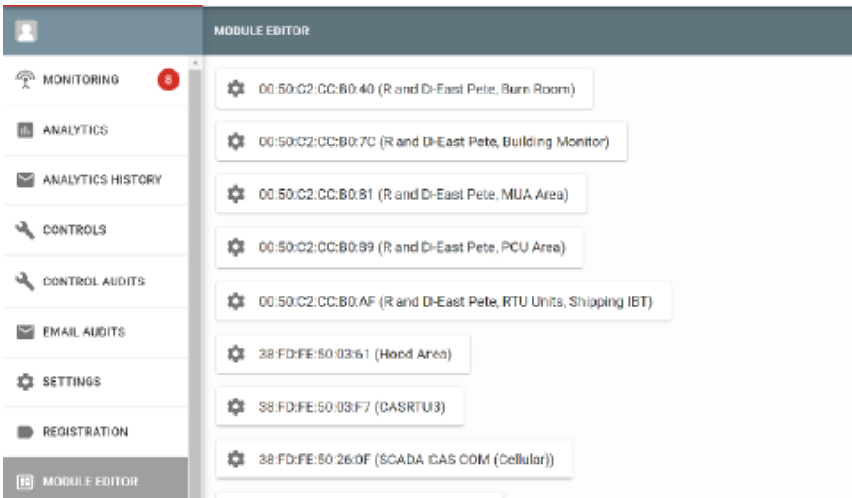 MODULE EDITOR
MONITORING 8
ANALYTICS
ANALYTICS HISTORY
CONTROLS
CONTROL AUDITS
EMAIL AUDITS
SETTINGS
REGISTRATION
MODULE EDITOR
00:50:C2:CC:B0:40 (R and D-East Pete, Burn Room)
00:50:C2:CC:B0:7C (R and D-East Pete, Building Monitor)
00:50:C2:CC:B0:81 (R and D-East Pete, MUA Area)
00:50:C2:CC:B0:89 (R and D-East Pete, PCU Area)
00:50:C2:CC:B0:AF (R and D-East Pete, RTU Units, Shipping IBT)
38:FD:FE:50:03:61 (Hood Area)
38:FD:FE:50:03:F7 (CASRTU3)
38:FD:FE:50:26:0F (SCADA CAS COM (Cellular))